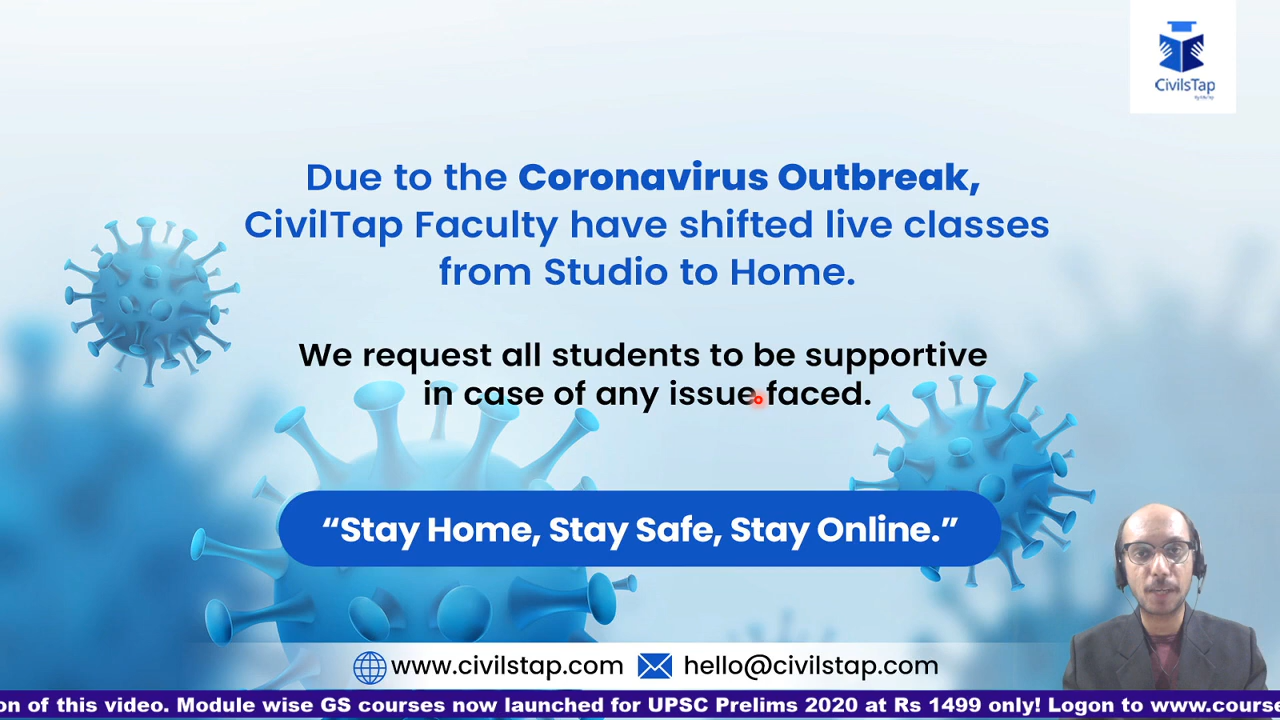 CivilsTap
Due to the Coronavirus Outbreak,
CivilTap Faculty have shifted live classes
from Studio to Home.
We request all students to be supportive
in case of any issue faced.
“Stay Home, Stay Safe, Stay Online.”
www.civilstap.com hello@civilstap.com
on of this video. Module wise GS courses now launched for UPSC Prelims 2020 at Rs 1499 only! Logon to www.course